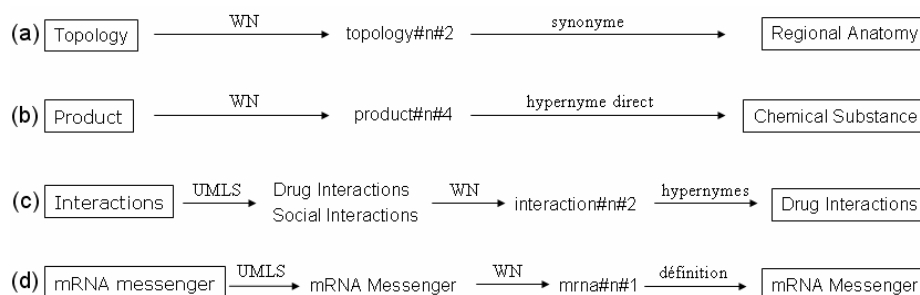 (a) Topology WN topology#n#2 synonyme Regional Anatomy
(b) Product WN product#n#4 hypernyme direct Chemical Substance
(c) Interactions UMLS Drug Interactions Social Interactions WN interaction#n#2 hypernymes Drug Interactions
(d) mRNA messenger UMLS mRNA Messenger WN mrna#n#1 définition mRNA Messenger